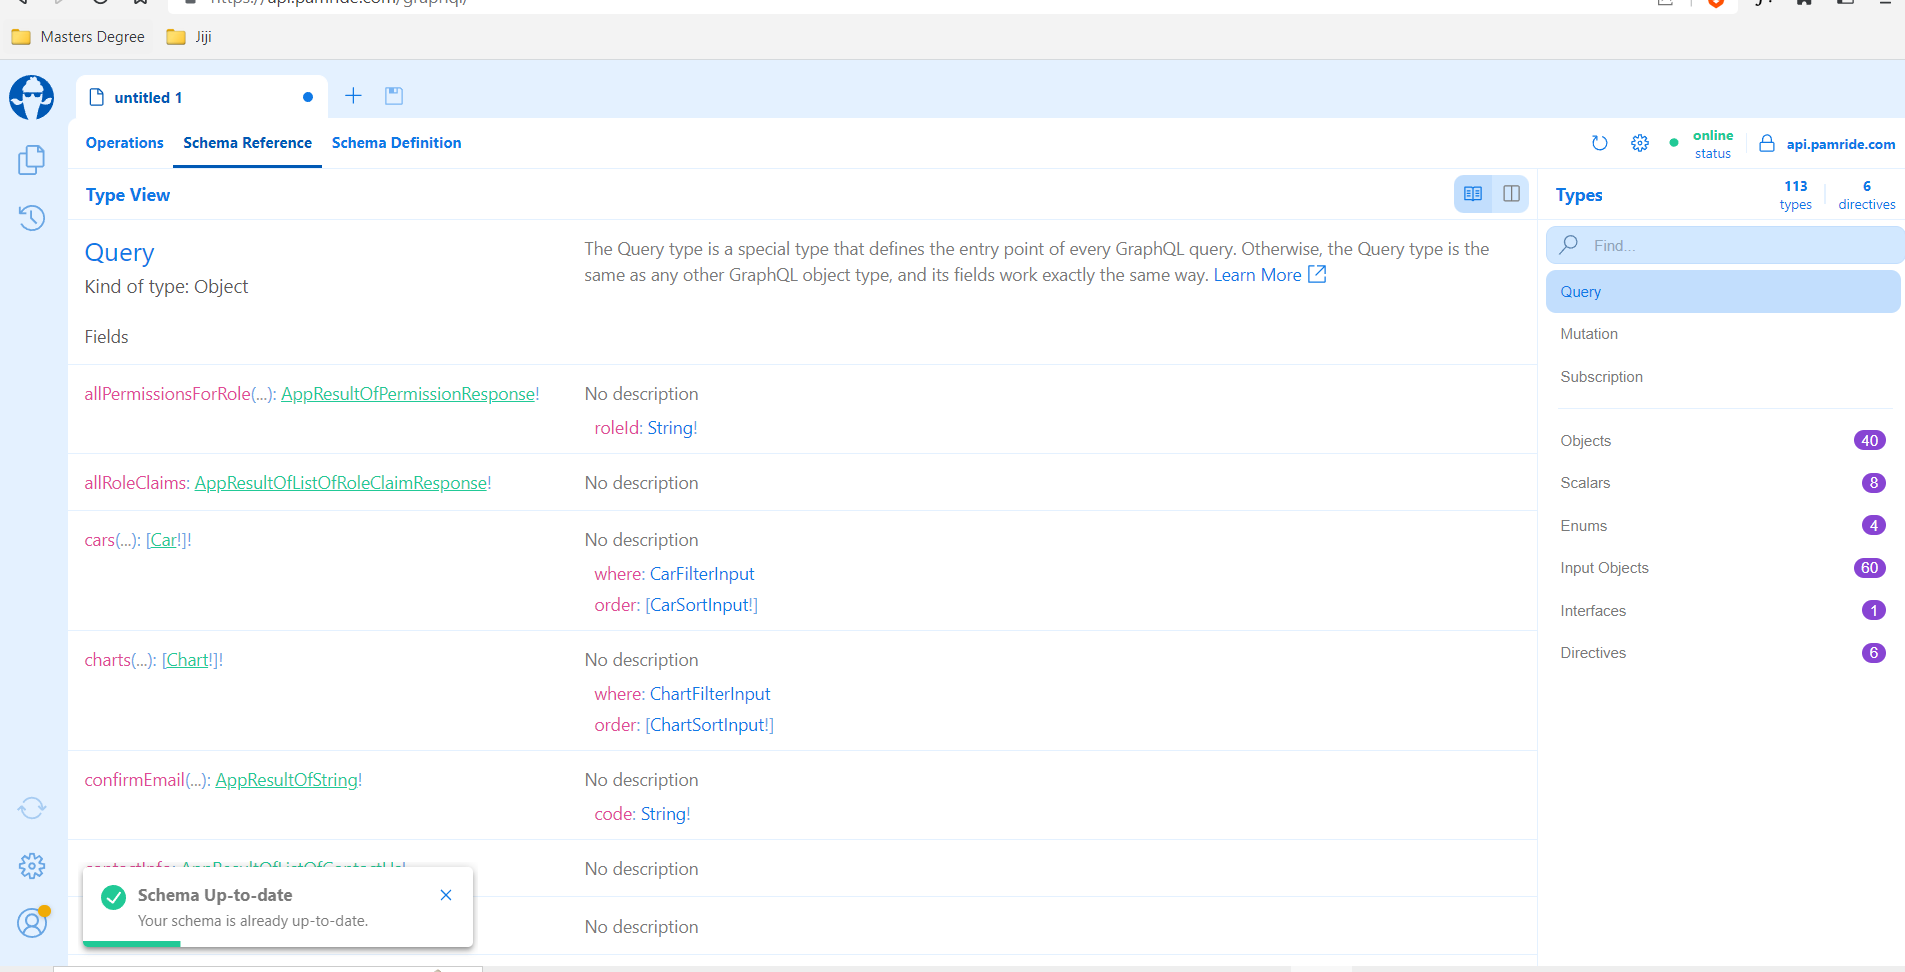 https://api.pamride.com/graphql/
Masters Degree
Jiji
untitled 1
Operations
Schema Reference
Schema Definition
online
status
api.pamride.com
Type View
Types
113
types
6
directives
Query
Kind of type: Object
The Query type is a special type that defines the entry point of every GraphQL query. Otherwise, the Query type is the
same as any other GraphQL object type, and its fields work exactly the same way. Learn More
Fields
allPermissionsForRole(...): AppResultOfPermissionResponse!
No description
roleId: String!
allRoleClaims: AppResultOfListOfRoleClaimResponse!
No description
cars(...): [Car!]!
No description
where: CarFilterInput
order: [CarSortInput!]
charts(...): [Chart!]!
No description
where: ChartFilterInput
order: [ChartSortInput!]
confirmEmail(...): AppResultOfString!
No description
code: String!
contactInfo: AppResultOfListOfContactUs!
No description
No description
Schema Up-to-date
Your schema is already up-to-date.
Find...
Query
Mutation
Subscription
Objects
40
Scalars
8
Enums
4
Input Objects
60
Interfaces
1
Directives
6